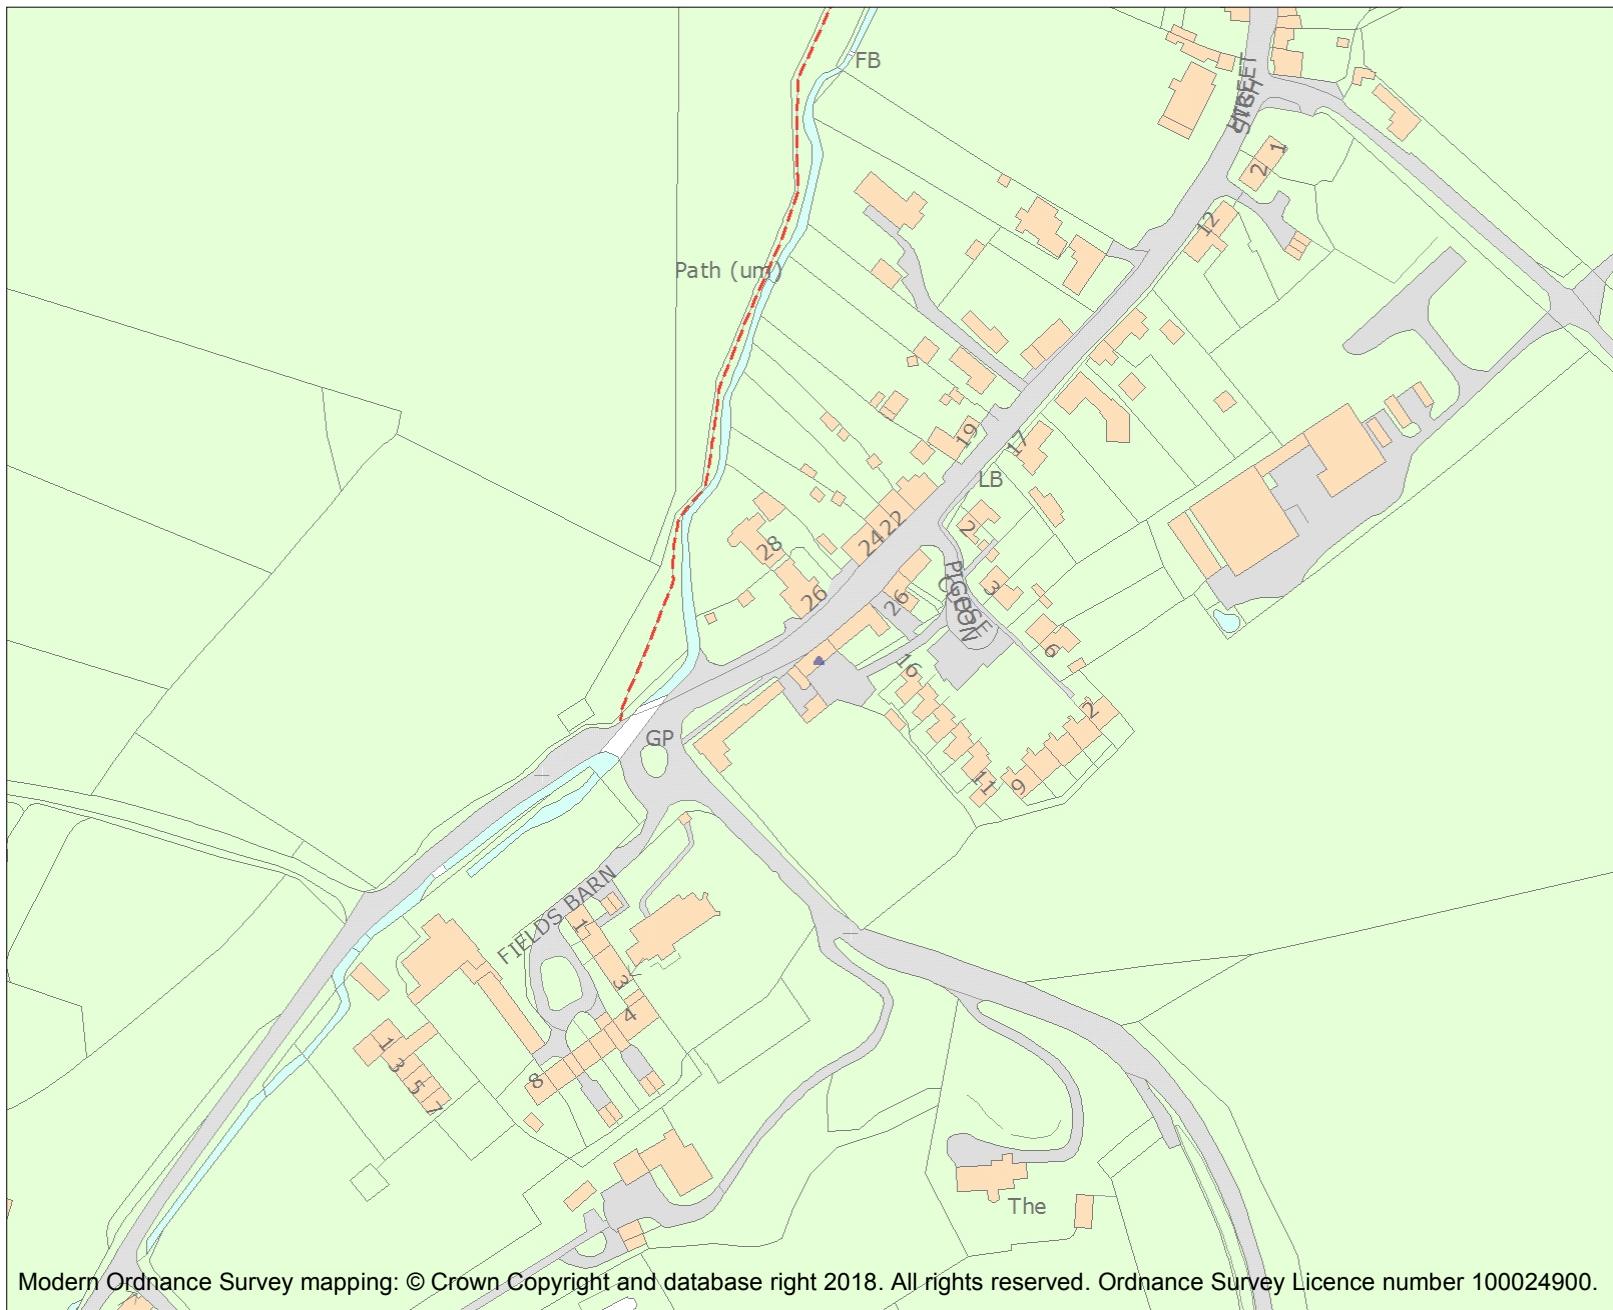 FB
HIGH
STREET
1
2
12
Path (um)
19
17
LB
22
24
2
28
PIGEON
CLOSE
3
26
26
6
16
2
GP
11
9
FIELDS BARN
1
3
4
1
3
5
7
8
The
Modern Ordnance Survey mapping: © Crown Copyright and database right 2018. All rights reserved. Ordnance Survey Licence number 100024900.